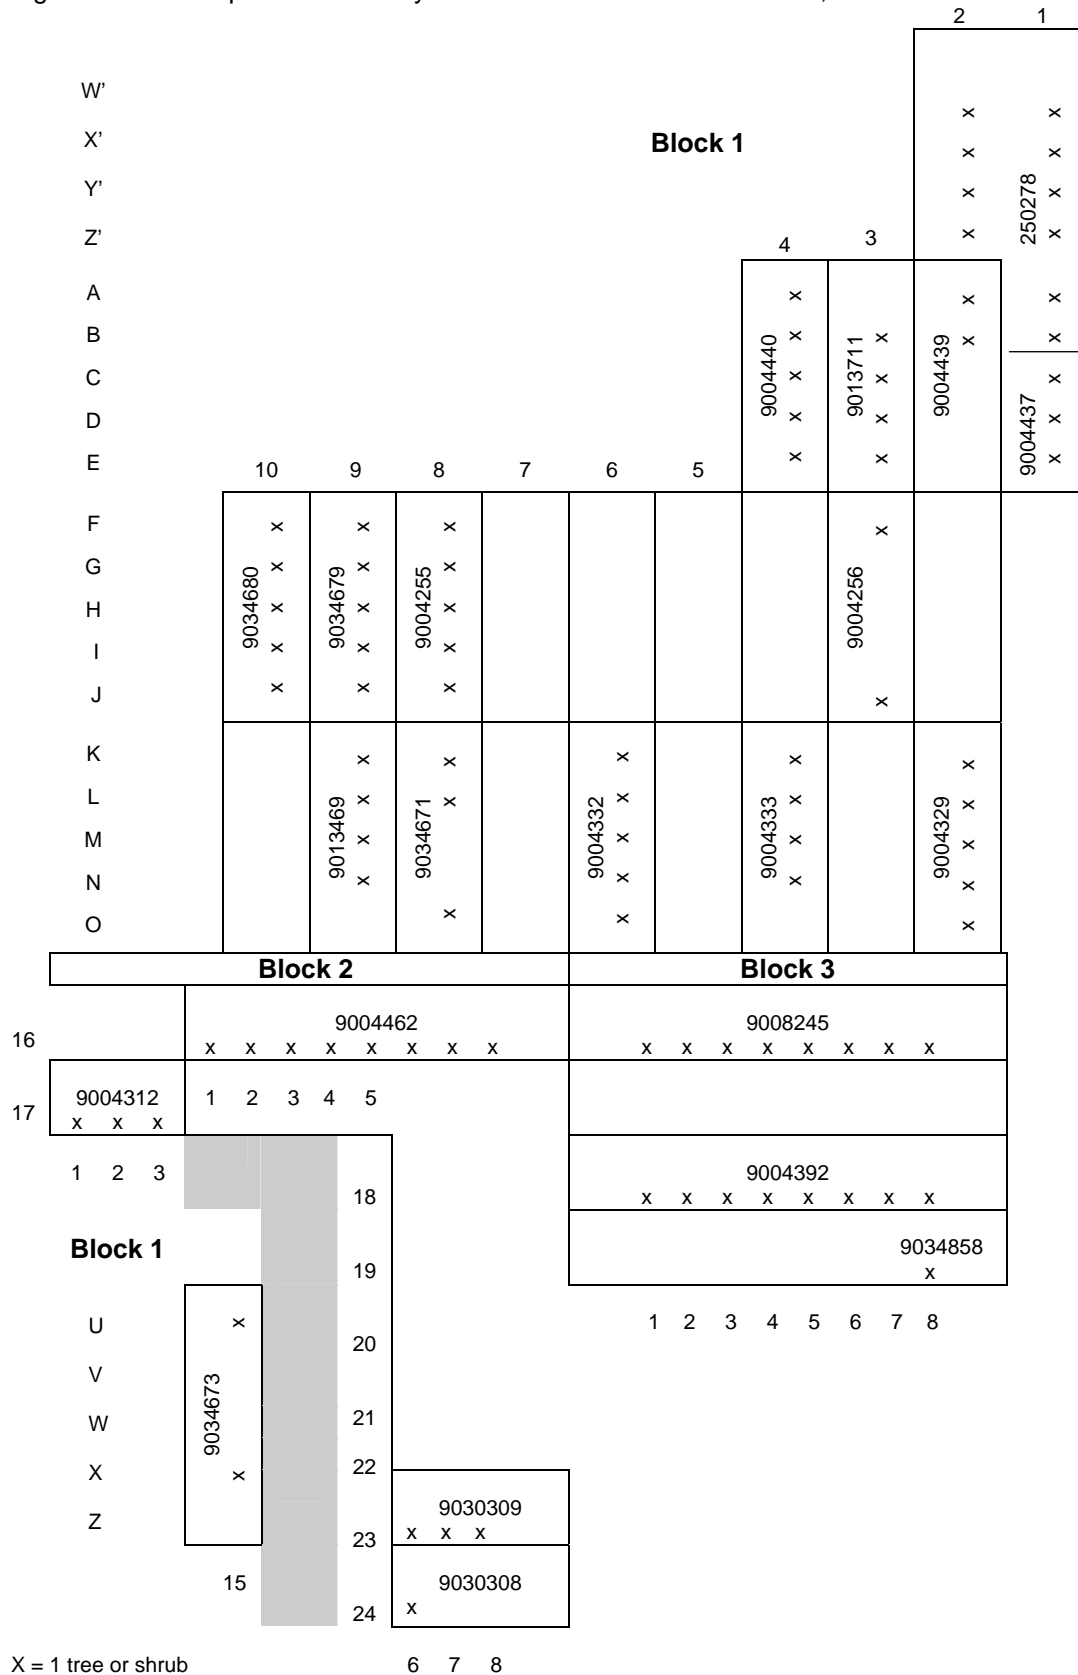 2 1
W'
X' Block 1
Y'
250278
Z' 4 3
x x
x x
x x
x x
A x x x
B x x x x
C x x x
D x x x
E x x x
9004440 9013711 9004439 9004437
10 9 8 7 6 5
F x x x x
G x x x
H x x x
I x x x
J x x x x
9034680 9034679 9004255 9004256
K x x x x x
L x x x x x
M x x x x
N x x x x
O x x x
9013469 9034671 9004332 9004333 9004329
Block 2 Block 3
9004462 9008245
16 x x x x x x x x x x x x x x x x
17 9004312 1 2 3 4 5
x x x
1 2 3 9004392
18 x x x x x x x x
Block 1 9034858
19 x
1 2 3 4 5 6 7 8
U x 20
V
9034673
W 21
X x 22
Z 9030309
23 x x x
15 9030308
24 x
X = 1 tree or shrub 6 7 8